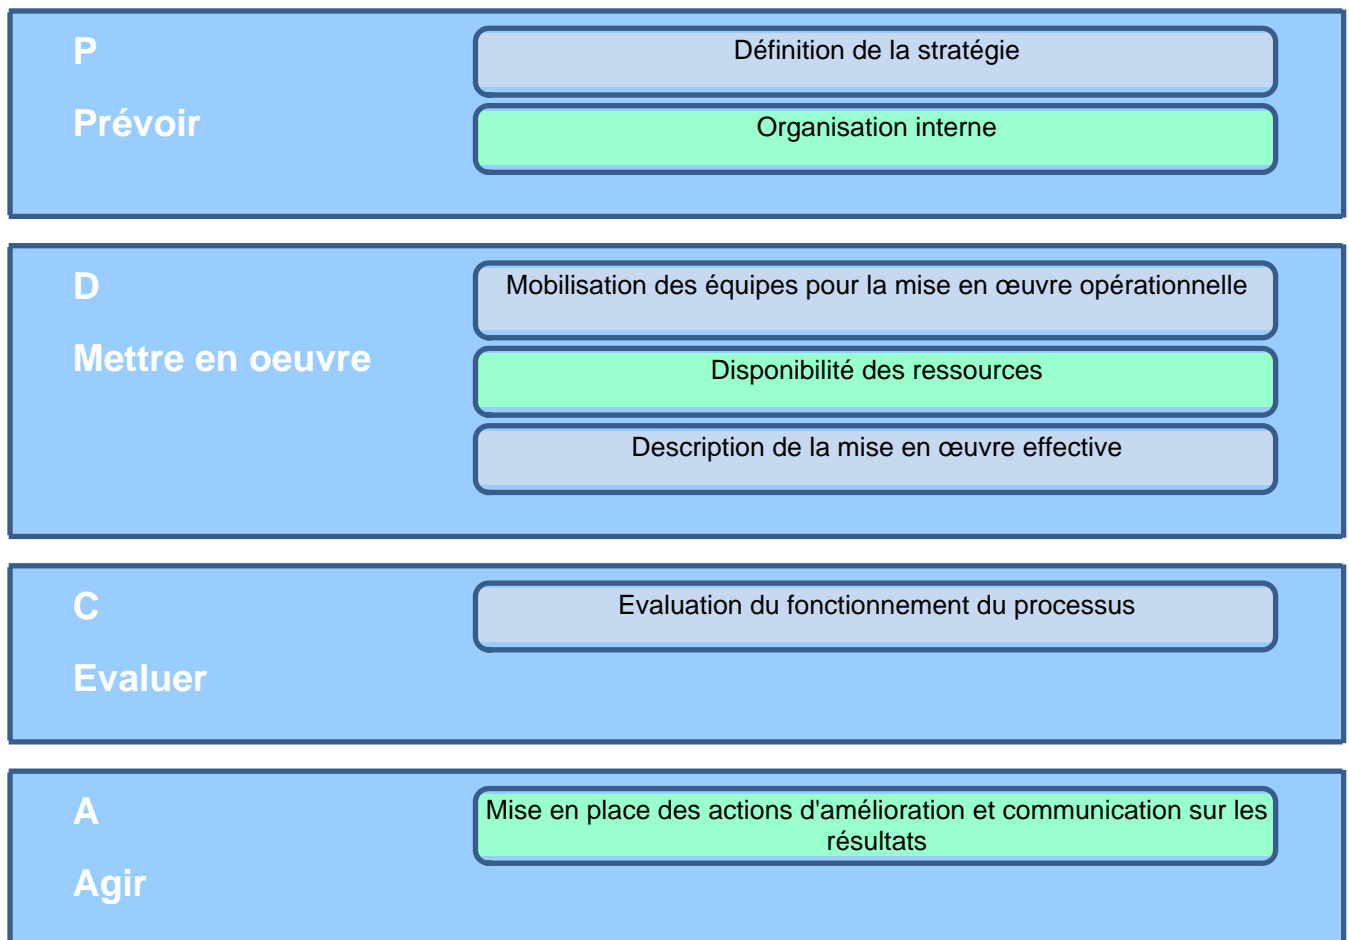 P
Prévoir
Définition de la stratégie
Organisation interne
D
Mettre en oeuvre
Mobilisation des équipes pour la mise en œuvre opérationnelle
Disponibilité des ressources
Description de la mise en œuvre effective
C
Evaluer
Evaluation du fonctionnement du processus
A
Agir
Mise en place des actions d'amélioration et communication sur les
résultats